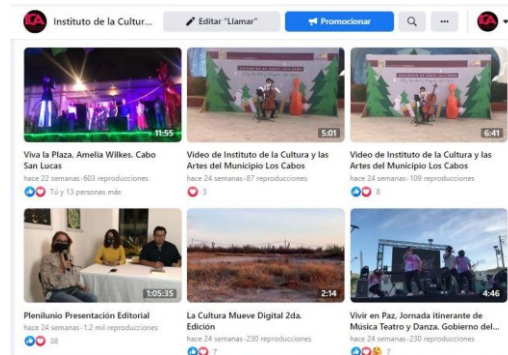 ICA Instituto de la Cultur... Editar "Llamar" Promocionar
11:55
5:01
6:41
Viva la Plaza. Amelia Wilkes. Cabo San Lucas
hace 22 semanas · 603 reproducciones
Tú y 13 personas más
Video de Instituto de la Cultura y las Artes del Municipio Los Cabos
hace 24 semanas · 87 reproducciones
3
Video de Instituto de la Cultura y las Artes del Municipio Los Cabos
hace 24 semanas · 109 reproducciones
8
1:05:35
2:14
4:46
Plenilunio Presentación Editorial
hace 24 semanas · 1,2 mil reproducciones
38
La Cultura Mueve Digital 2da. Edición
hace 24 semanas · 230 reproducciones
7
Vivir en Paz, Jornada itinerante de Música Teatro y Danza. Gobierno del...
hace 24 semanas · 230 reproducciones
7